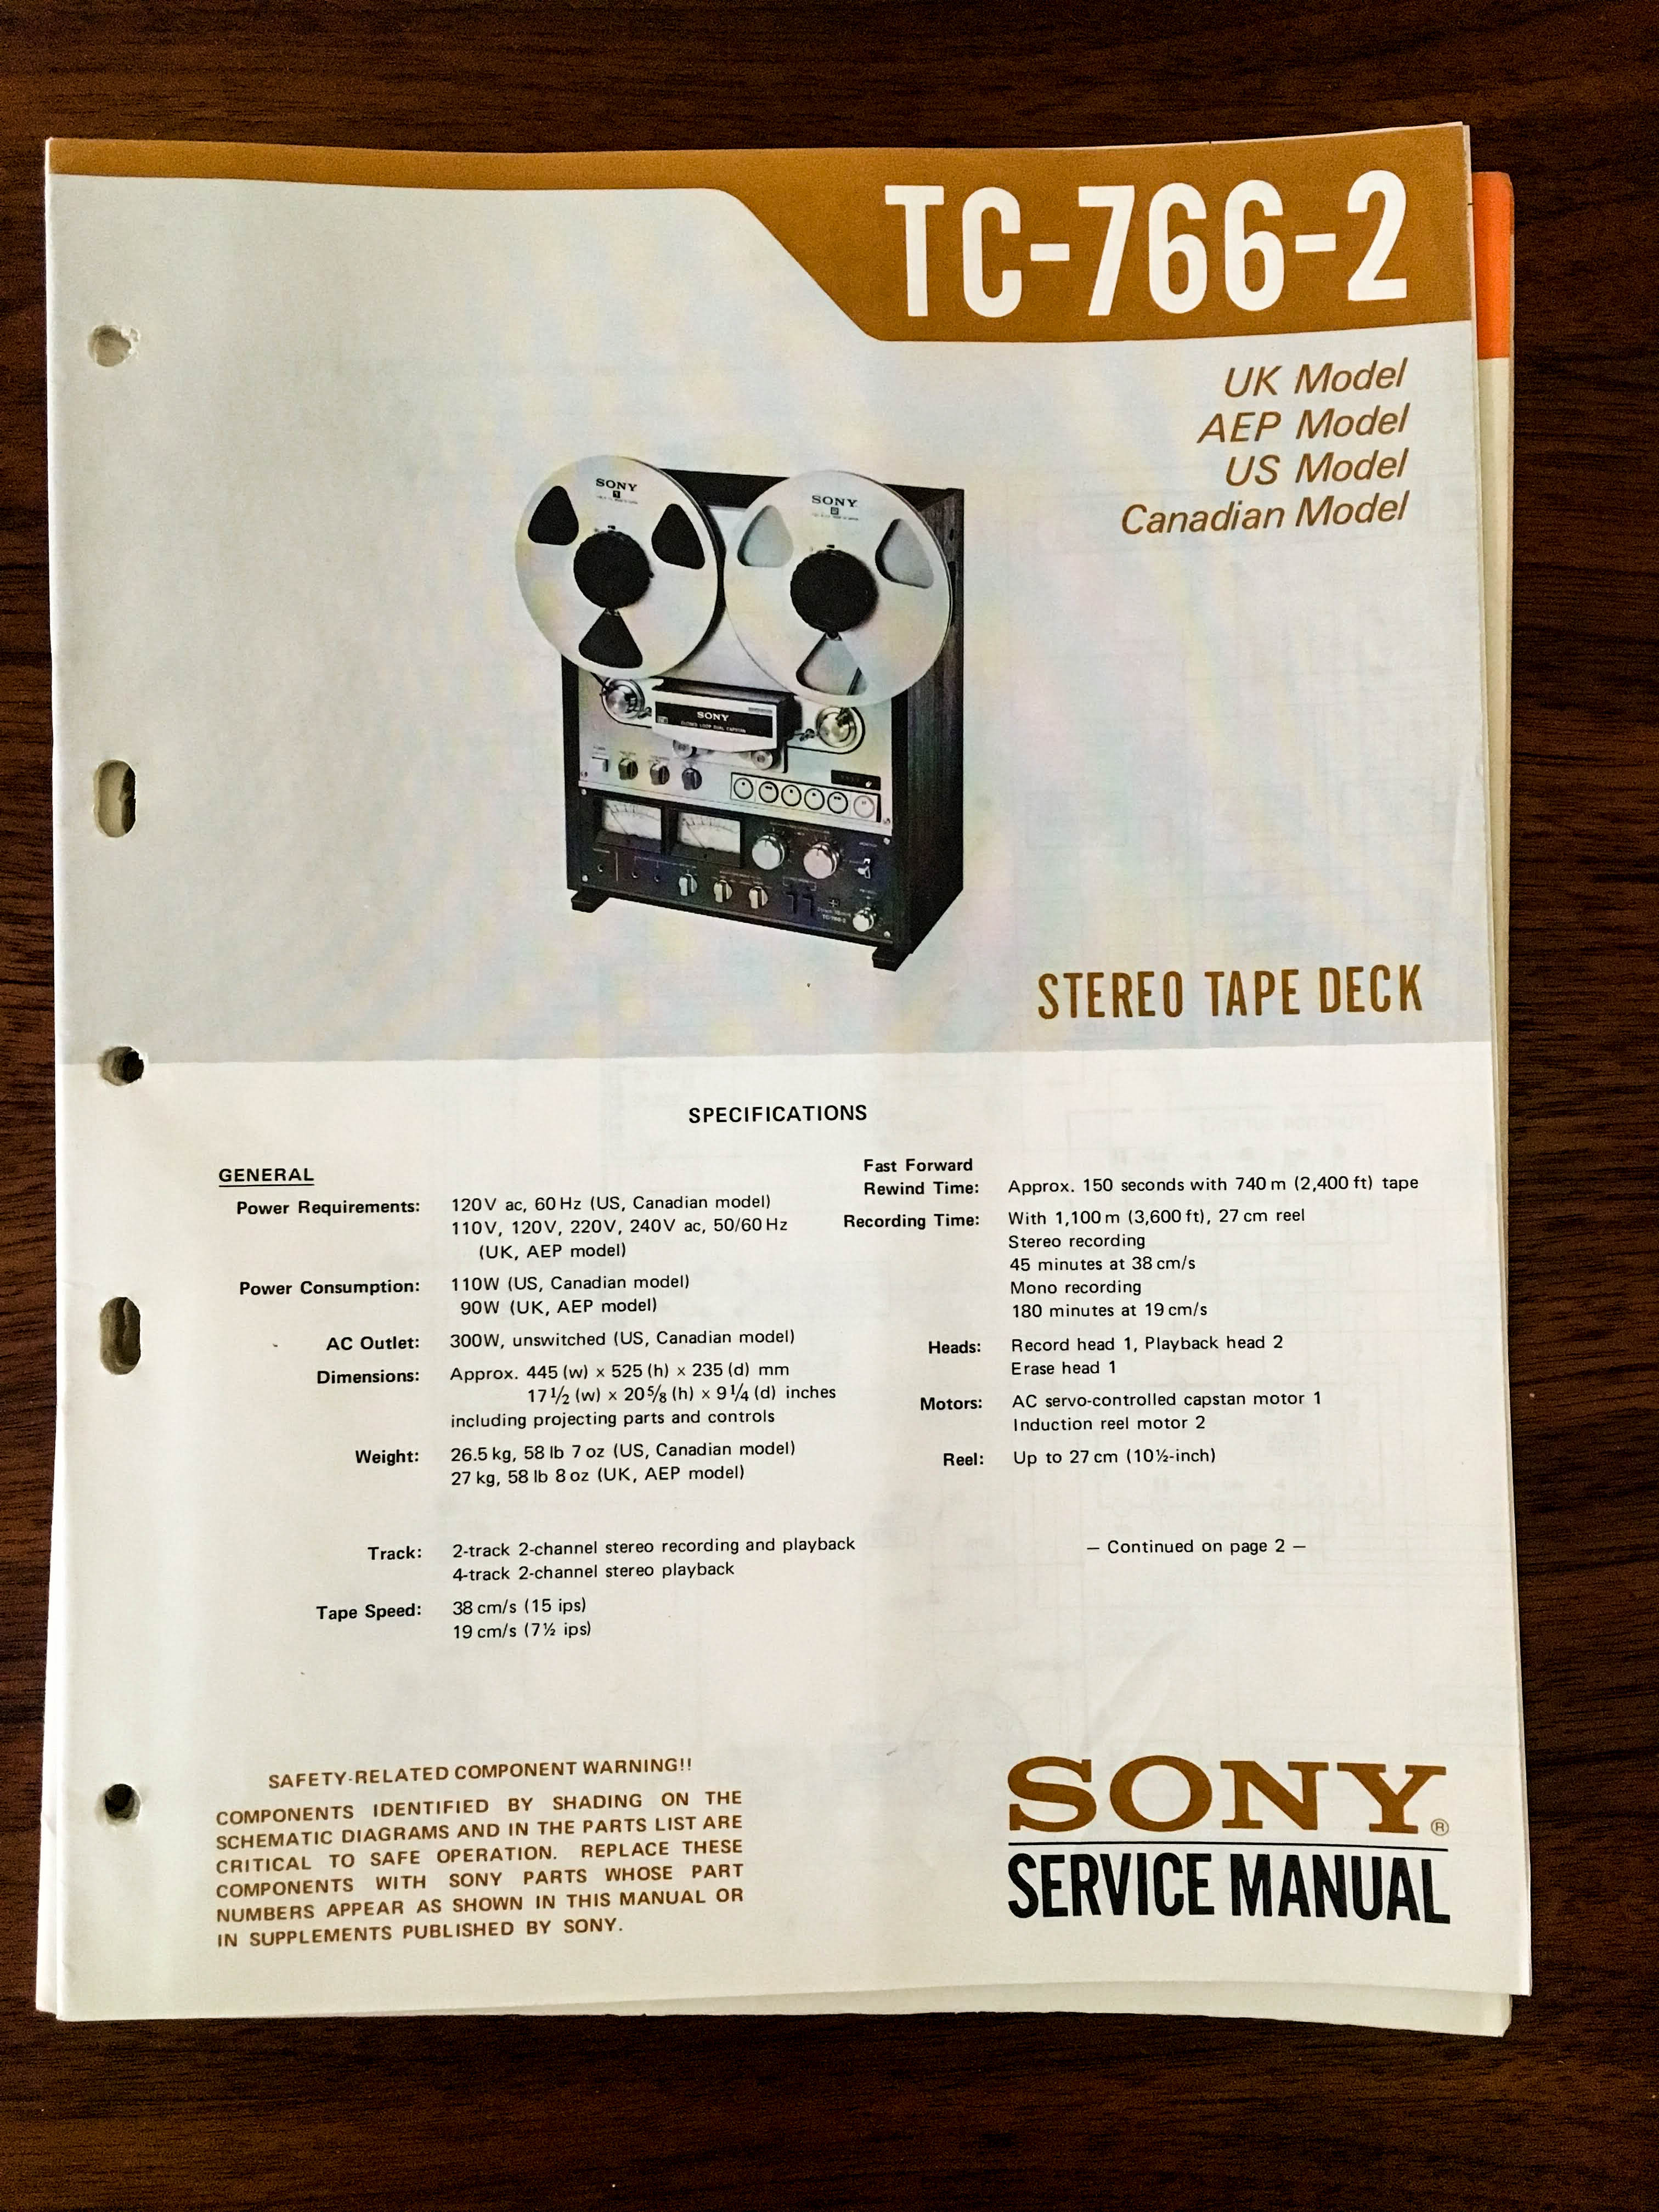 TC-766-2
UK Model
AEP Model
US Model
Canadian Model
SONY
SONY
SONY
CLOSED LOOP DUAL CAPSTAN
TC-766-2
STEREO TAPE DECK
SPECIFICATIONS
GENERAL
Power Requirements: 120V ac, 60Hz (US, Canadian model)
110V, 120V, 220V, 240V ac, 50/60Hz
(UK, AEP model)
Power Consumption: 110W (US, Canadian model)
90W (UK, AEP model)
AC Outlet: 300W, unswitched (US, Canadian model)
Dimensions: Approx. 445 (w) × 525 (h) × 235 (d) mm
17 1/2 (w) × 20 5/8 (h) × 9 1/4 (d) inches
including projecting parts and controls
Weight: 26.5 kg, 58 lb 7 oz (US, Canadian model)
27 kg, 58 lb 8 oz (UK, AEP model)
Track: 2-track 2-channel stereo recording and playback
4-track 2-channel stereo playback
Tape Speed: 38 cm/s (15 ips)
19 cm/s (7½ ips)
Fast Forward
Rewind Time: Approx. 150 seconds with 740 m (2,400 ft) tape
Recording Time: With 1,100 m (3,600 ft), 27 cm reel
Stereo recording
45 minutes at 38 cm/s
Mono recording
180 minutes at 19 cm/s
Heads: Record head 1, Playback head 2
Erase head 1
Motors: AC servo-controlled capstan motor 1
Induction reel motor 2
Reel: Up to 27 cm (10½-inch)
— Continued on page 2 —
SAFETY-RELATED COMPONENT WARNING!!
COMPONENTS IDENTIFIED BY SHADING ON THE
SCHEMATIC DIAGRAMS AND IN THE PARTS LIST ARE
CRITICAL TO SAFE OPERATION. REPLACE THESE
COMPONENTS WITH SONY PARTS WHOSE PART
NUMBERS APPEAR AS SHOWN IN THIS MANUAL OR
IN SUPPLEMENTS PUBLISHED BY SONY.
SONY®
SERVICE MANUAL